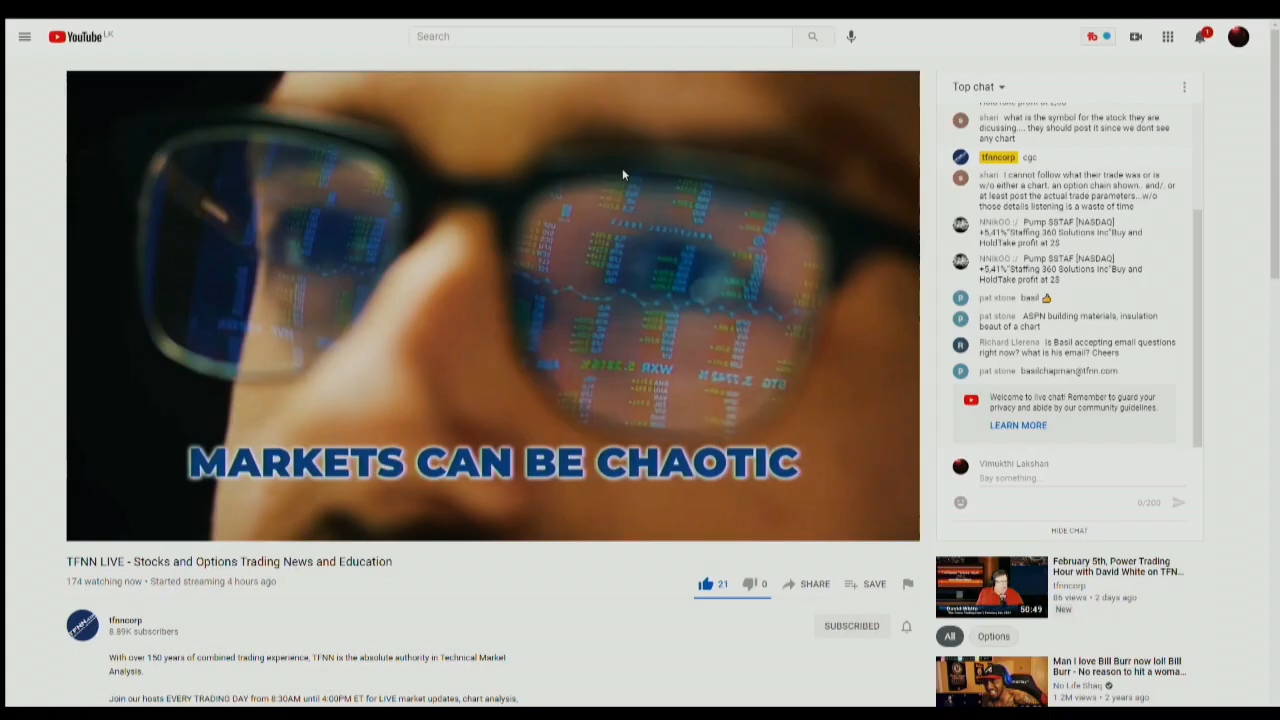 YouTube LK
Search
1
Top chat
shari what is the symbol for the stock they are
dicussing.... they should post it since we dont see
any chart
tfnncorp cgc
shari I cannot follow what their trade was or is
w/o either a chart. an option chain shown.. and/. or
at least post the actual trade parameters...w/o
those details listening is a waste of time
NNikOO :/ Pump $STAF [NASDAQ]
+5,41%"Staffing 360 Solutions Inc"Buy and
HoldTake profit at 2$
NNikOO :/ Pump $STAF [NASDAQ]
+5,41%"Staffing 360 Solutions Inc"Buy and
HoldTake profit at 2$
pat stone basil
pat stone ASPN building materials, insulation
beaut of a chart
Richard Llerena Is Basil accepting email questions
right now? what is his email? Cheers
pat stone basilchapman@tfnn.com
Welcome to live chat! Remember to guard your
privacy and abide by our community guidelines.
LEARN MORE
Vimukthi Lakshan
Say something...
0/200
HIDE CHAT
MARKETS CAN BE CHAOTIC
TFNN LIVE - Stocks and Options Trading News and Education
174 watching now • Started streaming 4 hours ago
21 0 SHARE SAVE
tfnncorp
8.89K subscribers
SUBSCRIBED
With over 150 years of combined trading experience, TFNN is the absolute authority in Technical Market
Analysis.
Join our hosts EVERY TRADING DAY from 8:30AM until 4:00PM ET for LIVE market updates, chart analysis,
February 5th, Power Trading
Hour with David White on TFN...
tfnncorp
86 views • 2 days ago
New
David White
50:49
All Options
Man I love Bill Burr now lol! Bill
Burr - No reason to hit a woma...
No Life Shaq
1.2M views • 2 years ago